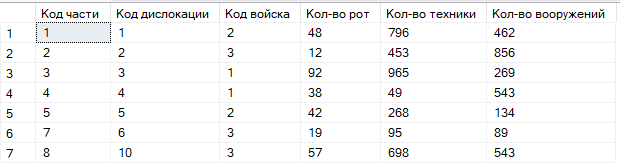 Код части Код дислокации Код войска Кол-во рот Кол-во техники Кол-во вооружений
1 1 1 2 48 796 462
2 2 2 3 12 453 856
3 3 3 1 92 965 269
4 4 4 1 38 49 543
5 5 5 2 42 268 134
6 7 6 3 19 95 89
7 8 10 3 57 698 543